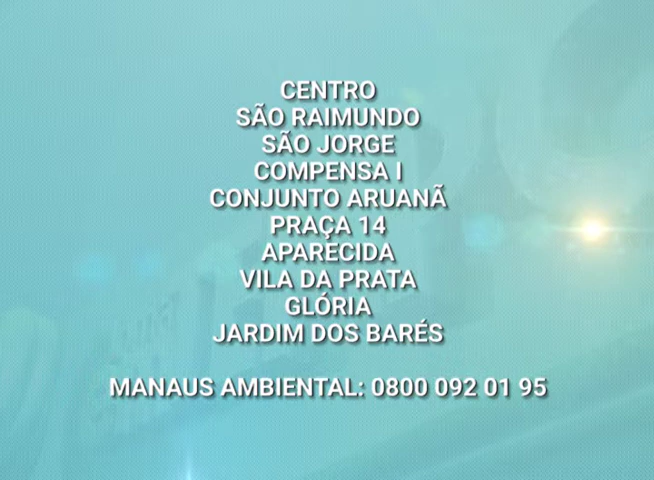 CENTRO
SÃO RAIMUNDO
SÃO JORGE
COMPENSA I
CONJUNTO ARUANÃ
PRAÇA 14
APARECIDA
VILA DA PRATA
GLÓRIA
JARDIM DOS BARÉS
MANAUS AMBIENTAL: 0800 092 01 95